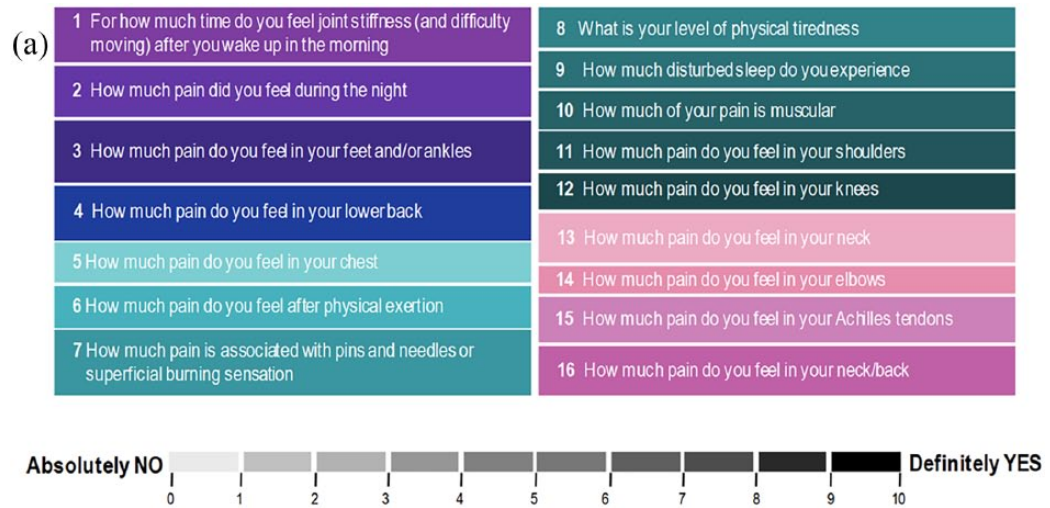 (a)
1 For how much time do you feel joint stiffness (and difficulty
moving) after you wake up in the morning
2 How much pain did you feel during the night
3 How much pain do you feel in your feet and/or ankles
4 How much pain do you feel in your lower back
5 How much pain do you feel in your chest
6 How much pain do you feel after physical exertion
7 How much pain is associated with pins and needles or
superficial burning sensation
8 What is your level of physical tiredness
9 How much disturbed sleep do you experience
10 How much of your pain is muscular
11 How much pain do you feel in your shoulders
12 How much pain do you feel in your knees
13 How much pain do you feel in your neck
14 How much pain do you feel in your elbows
15 How much pain do you feel in your Achilles tendons
16 How much pain do you feel in your neck/back
Absolutely NO Definitely YES
0 1 2 3 4 5 6 7 8 9 10